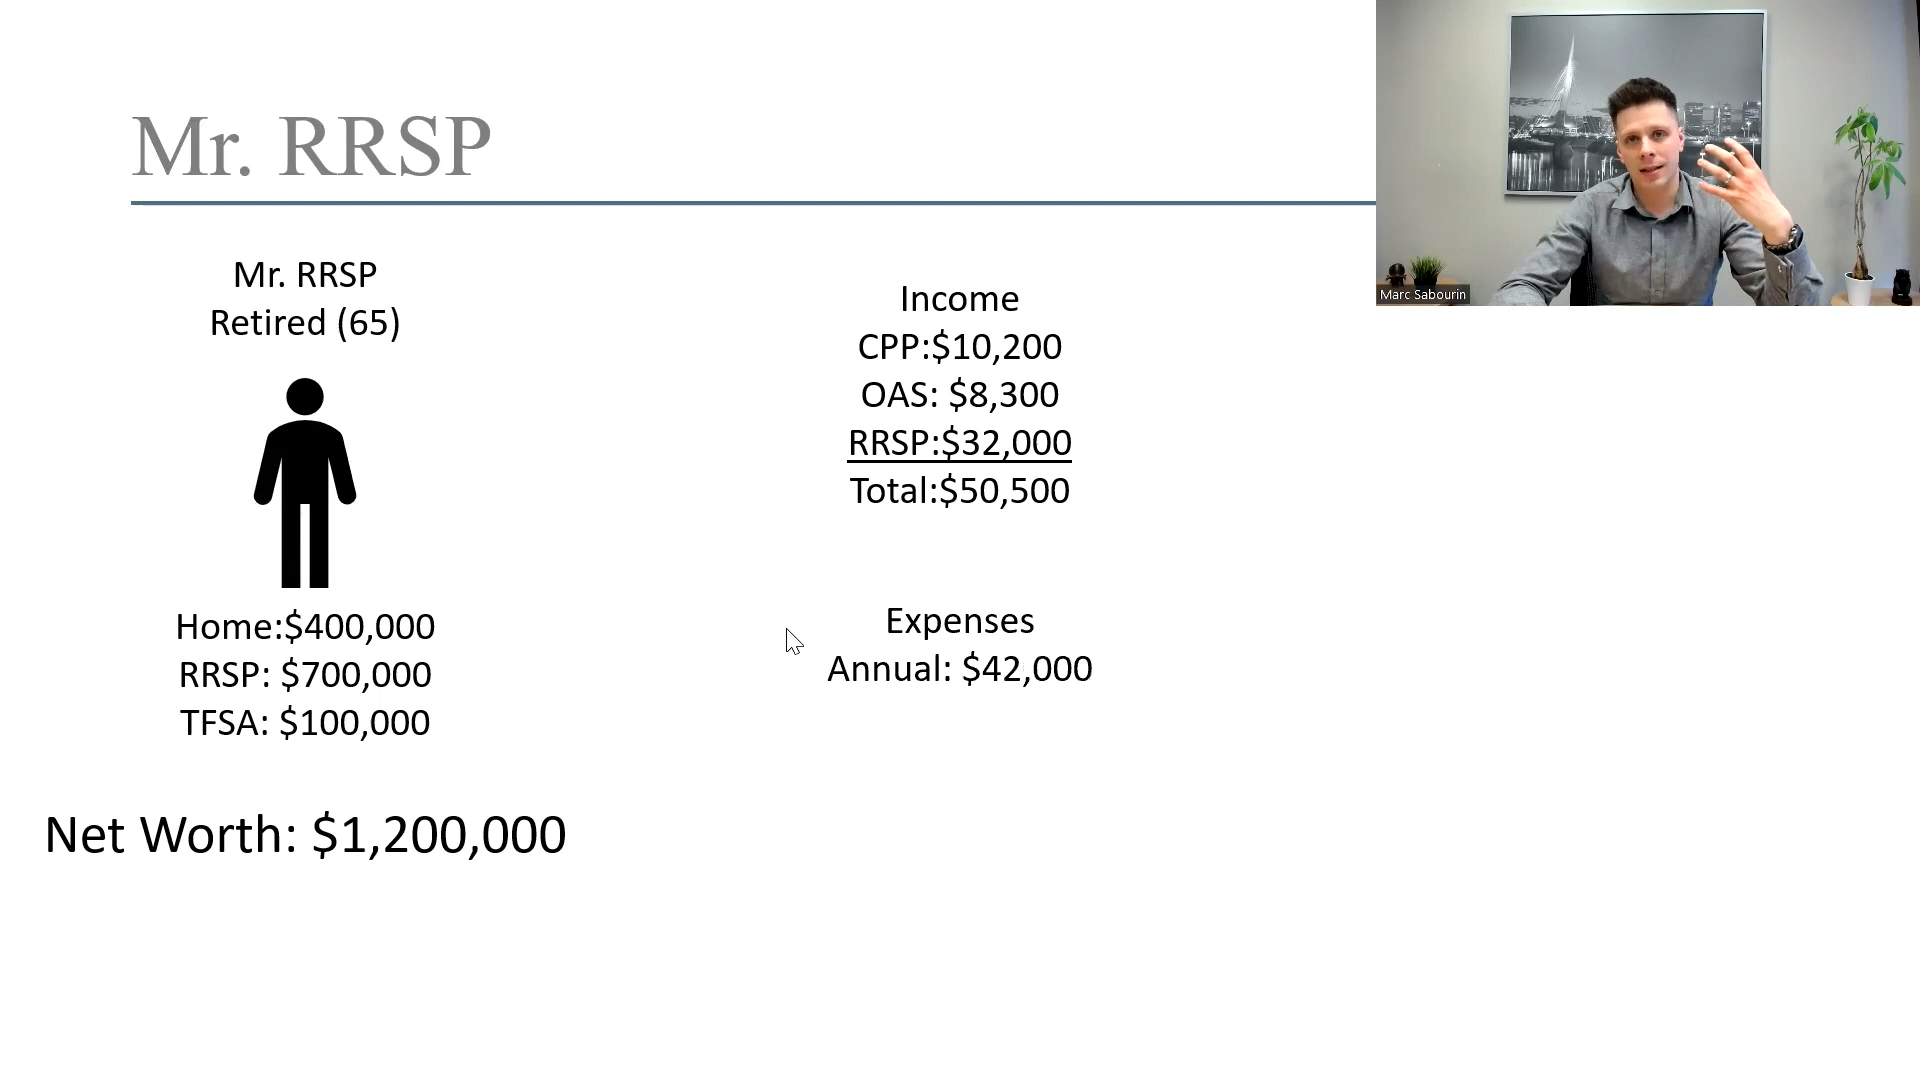 Mr. RRSP
Mr. RRSP
Retired (65)
Home:$400,000
RRSP: $700,000
TFSA: $100,000
Net Worth: $1,200,000
Income
CPP:$10,200
OAS: $8,300
RRSP:$32,000
Total:$50,500
Expenses
Annual: $42,000
Marc Sabourin